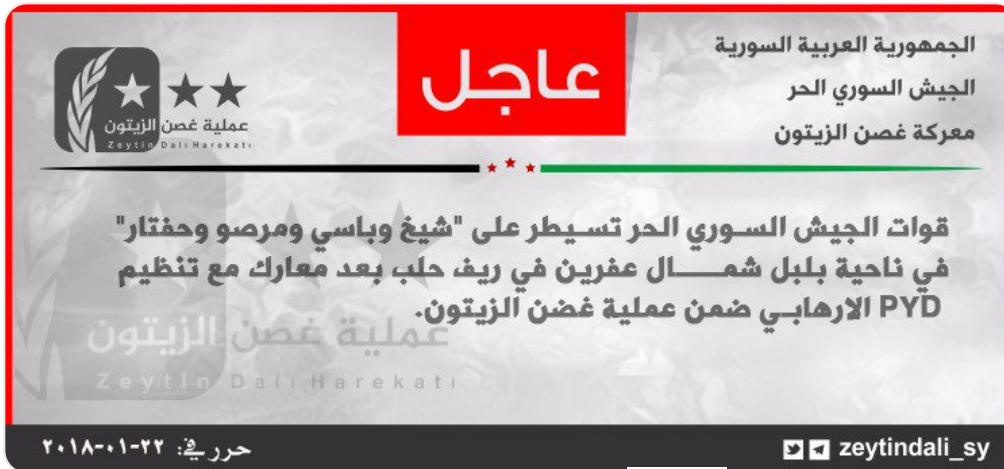 الجمهورية العربية السورية
الجيش السوري الحر
معركة غصن الزيتون
عاجل
عملية غصن الزيتون
Zeytin Dalı Harekatı
قوات الجيش السوري الحر تسيطر على "شيخ وباسي ومرصو وحفتار"
في ناحية بلبل شمال عفرين في ريف حلب بعد معارك مع تنظيم
PYD الارهابي ضمن عملية غضن الزيتون.
عملية غصن الزيتون
Zeytin Dalı Harekatı
حرر في: ٢٢-٠١-٢٠١٨
zeytindali_sy